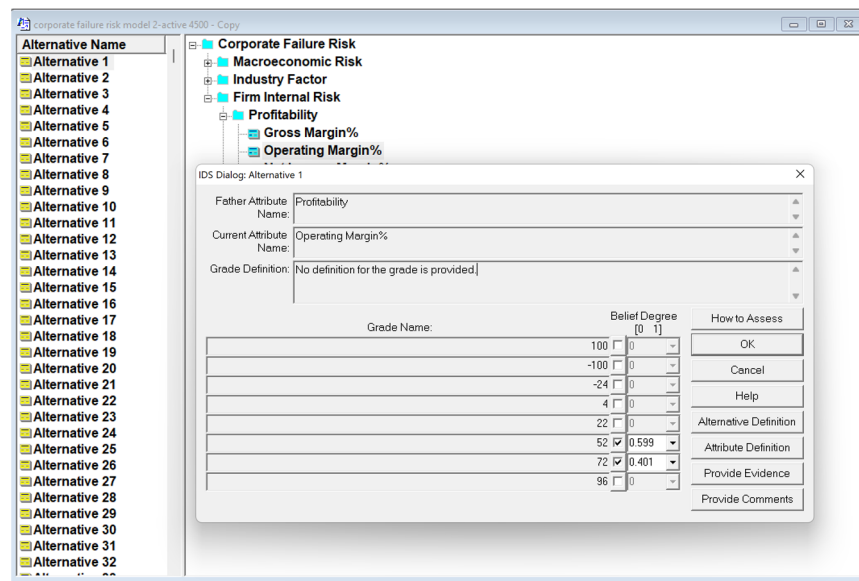 corporate failure risk model 2-active 4500 - Copy
Alternative Name
Alternative 1
Alternative 2
Alternative 3
Alternative 4
Alternative 5
Alternative 6
Alternative 7
Alternative 8
Alternative 9
Alternative 10
Alternative 11
Alternative 12
Alternative 13
Alternative 14
Alternative 15
Alternative 16
Alternative 17
Alternative 18
Alternative 19
Alternative 20
Alternative 21
Alternative 22
Alternative 23
Alternative 24
Alternative 25
Alternative 26
Alternative 27
Alternative 28
Alternative 29
Alternative 30
Alternative 31
Alternative 32
Corporate Failure Risk
Macroeconomic Risk
Industry Factor
Firm Internal Risk
Profitability
Gross Margin%
Operating Margin%
IDS Dialog: Alternative 1
Father Attribute Name: Profitability
Current Attribute Name: Operating Margin%
Grade Definition: No definition for the grade is provided.
Grade Name:
Belief Degree
[0 1]
100 0
-100 0
-24 0
4 0
22 0
52 0.599
72 0.401
96 0
How to Assess
OK
Cancel
Help
Alternative Definition
Attribute Definition
Provide Evidence
Provide Comments